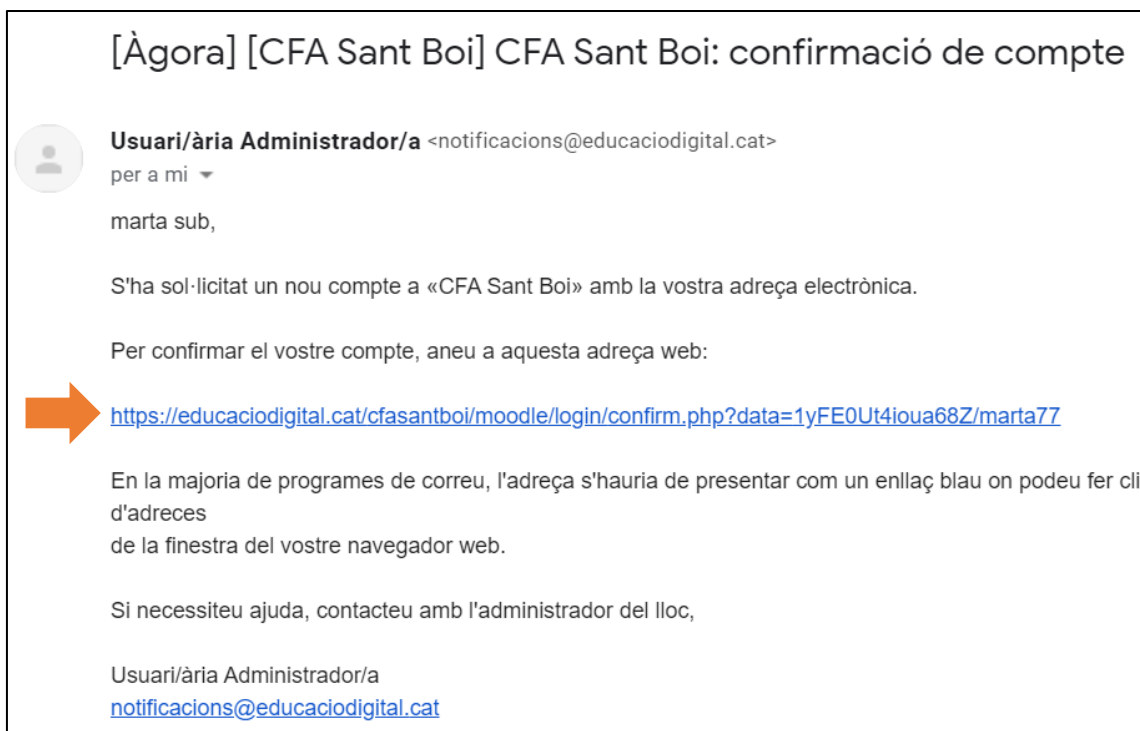 [Àgora] [CFA Sant Boi] CFA Sant Boi: confirmació de compte
Usuari/ària Administrador/a <notificacions@educaciodigital.cat>
per a mi
marta sub,
S'ha sol·licitat un nou compte a «CFA Sant Boi» amb la vostra adreça electrònica.
Per confirmar el vostre compte, aneu a aquesta adreça web:
https://educaciodigital.cat/cfasantboi/moodle/login/confirm.php?data=1yFE0Ut4ioua68Z/marta77
En la majoria de programes de correu, l'adreça s'hauria de presentar com un enllaç blau on podeu fer cli
d'adreces
de la finestra del vostre navegador web.
Si necessiteu ajuda, contacteu amb l'administrador del lloc,
Usuari/ària Administrador/a
notificacions@educaciodigital.cat